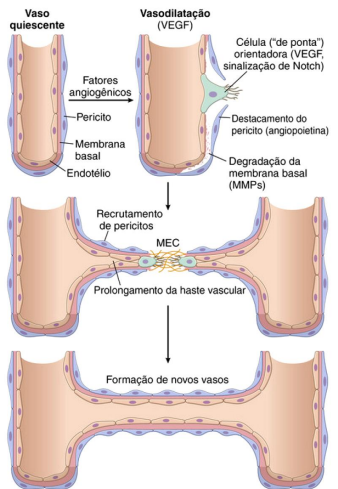 Vaso
quiescente
Vasodilatação
(VEGF)
Célula (“de ponta”)
orientadora (VEGF,
sinalização de Notch)
Fatores
angiogênicos
Pericito
Membrana
basal
Endotélio
Destacamento do
pericito (angiopoietina)
Degradação da
membrana basal
(MMPs)
Recrutamento
de pericitos
MEC
Prolongamento da haste vascular
Formação de novos vasos